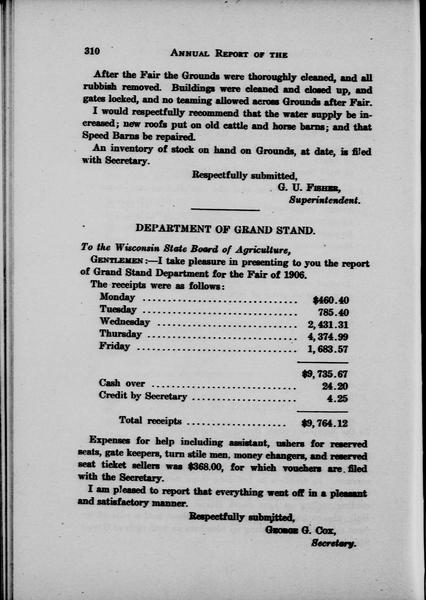 310 ANNUAL REPORT OF THE
After the Fair the Grounds were thoroughly cleaned, and all
rubbish removed. Buildings were cleaned and closed up, and
gates locked, and no teaming allowed across Grounds after Fair.
I would respectfully recommend that the water supply be in-
creased; new roofs put on old cattle and horse barns; and that
Speed Barns be repaired.
An inventory of stock on hand on Grounds, at date, is filed
with Secretary.
Respectfully submitted,
G. U. FISHER,
Superintendent.
DEPARTMENT OF GRAND STAND.
To the Wisconsin State Board of Agriculture,
GENTLEMEN:—I take pleasure in presenting to you the report
of Grand Stand Department for the Fair of 1906.
The receipts were as follows:
Monday ................................ $460.40
Tuesday ............................... 785.40
Wednesday ............................. 2,431.31
Thursday .............................. 4,374.99
Friday ................................ 1,683.57
$9,735.67
Cash over ............................. 24.20
Credit by Secretary ................... 4.25
Total receipts .................... $9,764.12
Expenses for help including assistant, ushers for reserved
seats, gate keepers, turn stile men, money changers, and reserved
seat ticket sellers was $368.00, for which vouchers are filed
with the Secretary.
I am pleased to report that everything went off in a pleasant
and satisfactory manner.
Respectfully submitted,
GEORGE G. COX,
Secretary.